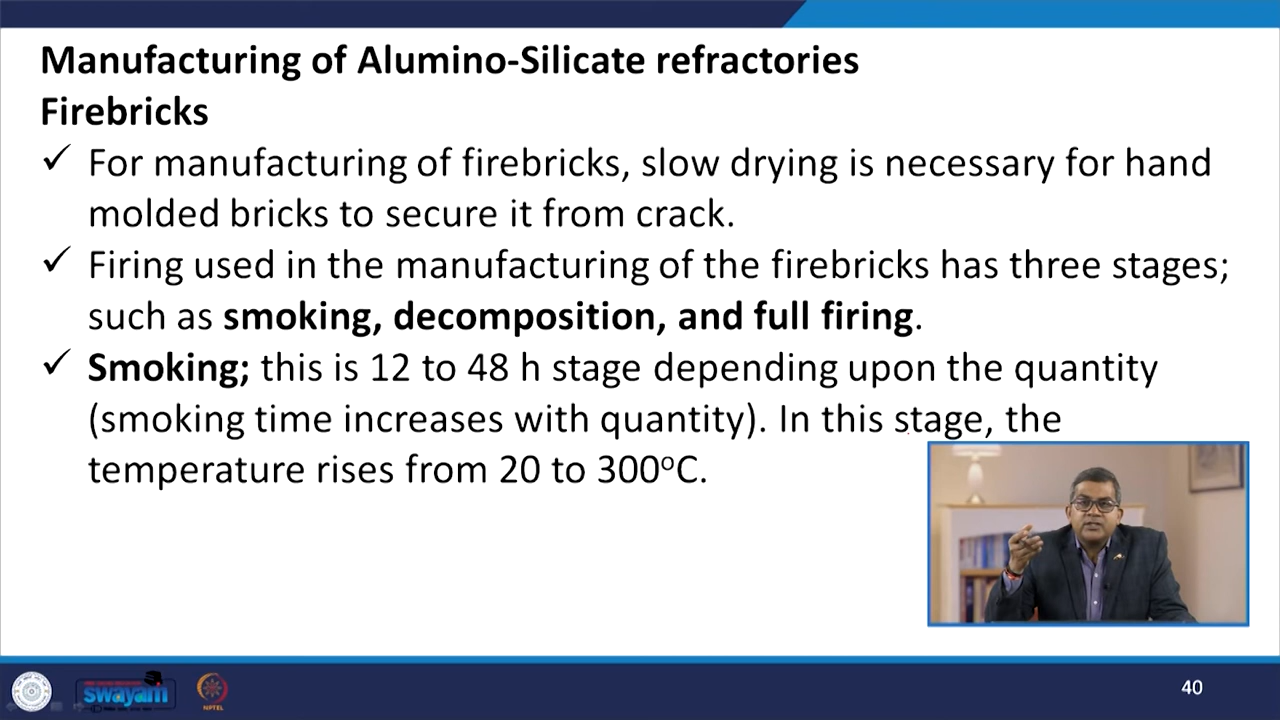 Manufacturing of Alumino-Silicate refractories
Firebricks
✓ For manufacturing of firebricks, slow drying is necessary for hand
molded bricks to secure it from crack.
✓ Firing used in the manufacturing of the firebricks has three stages;
such as smoking, decomposition, and full firing.
✓ Smoking; this is 12 to 48 h stage depending upon the quantity
(smoking time increases with quantity). In this stage, the
temperature rises from 20 to 300°C.
swayam
NPTEL
40